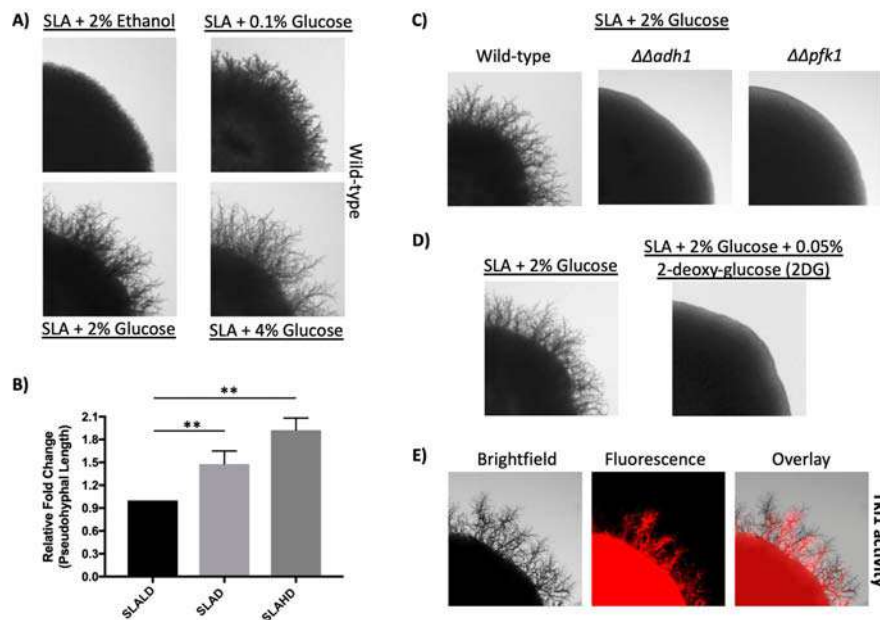 A)
SLA + 2% Ethanol
SLA + 0.1% Glucose
Wild-type
SLA + 2% Glucose
SLA + 4% Glucose
B)
Relative Fold Change
(Pseudohyphal Length)
2.1
1.8
1.5
1.2
0.9
0.6
0.3
0.0
**
**
SLALD
SLAD
SLAHD
C)
SLA + 2% Glucose
Wild-type
ΔΔadh1
ΔΔpfk1
D)
SLA + 2% Glucose
SLA + 2% Glucose + 0.05%
2-deoxy-glucose (2DG)
E)
Brightfield
Fluorescence
Overlay
activity